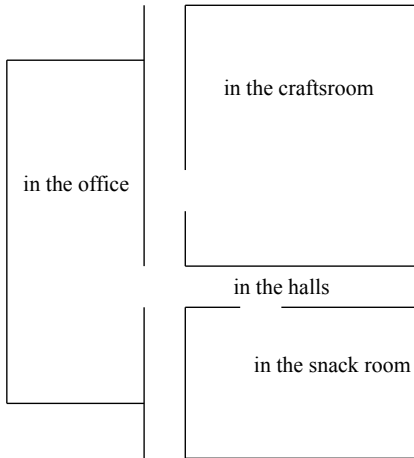 in the craftsroom
in the office
in the halls
in the snack room